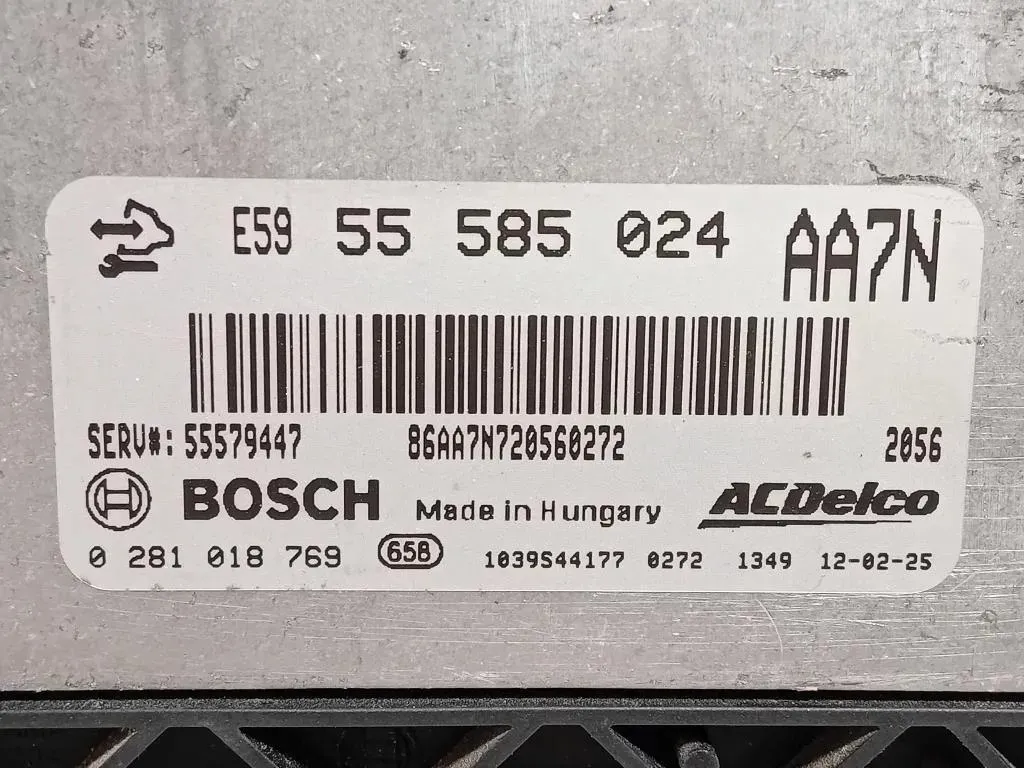 E59 55 585 024 AA7N
SERV#: 55579447 86AA7N720560272 2056
BOSCH Made in Hungary ACDelco
0 281 018 769 65B 1039S44177 0272 1349 12-02-25